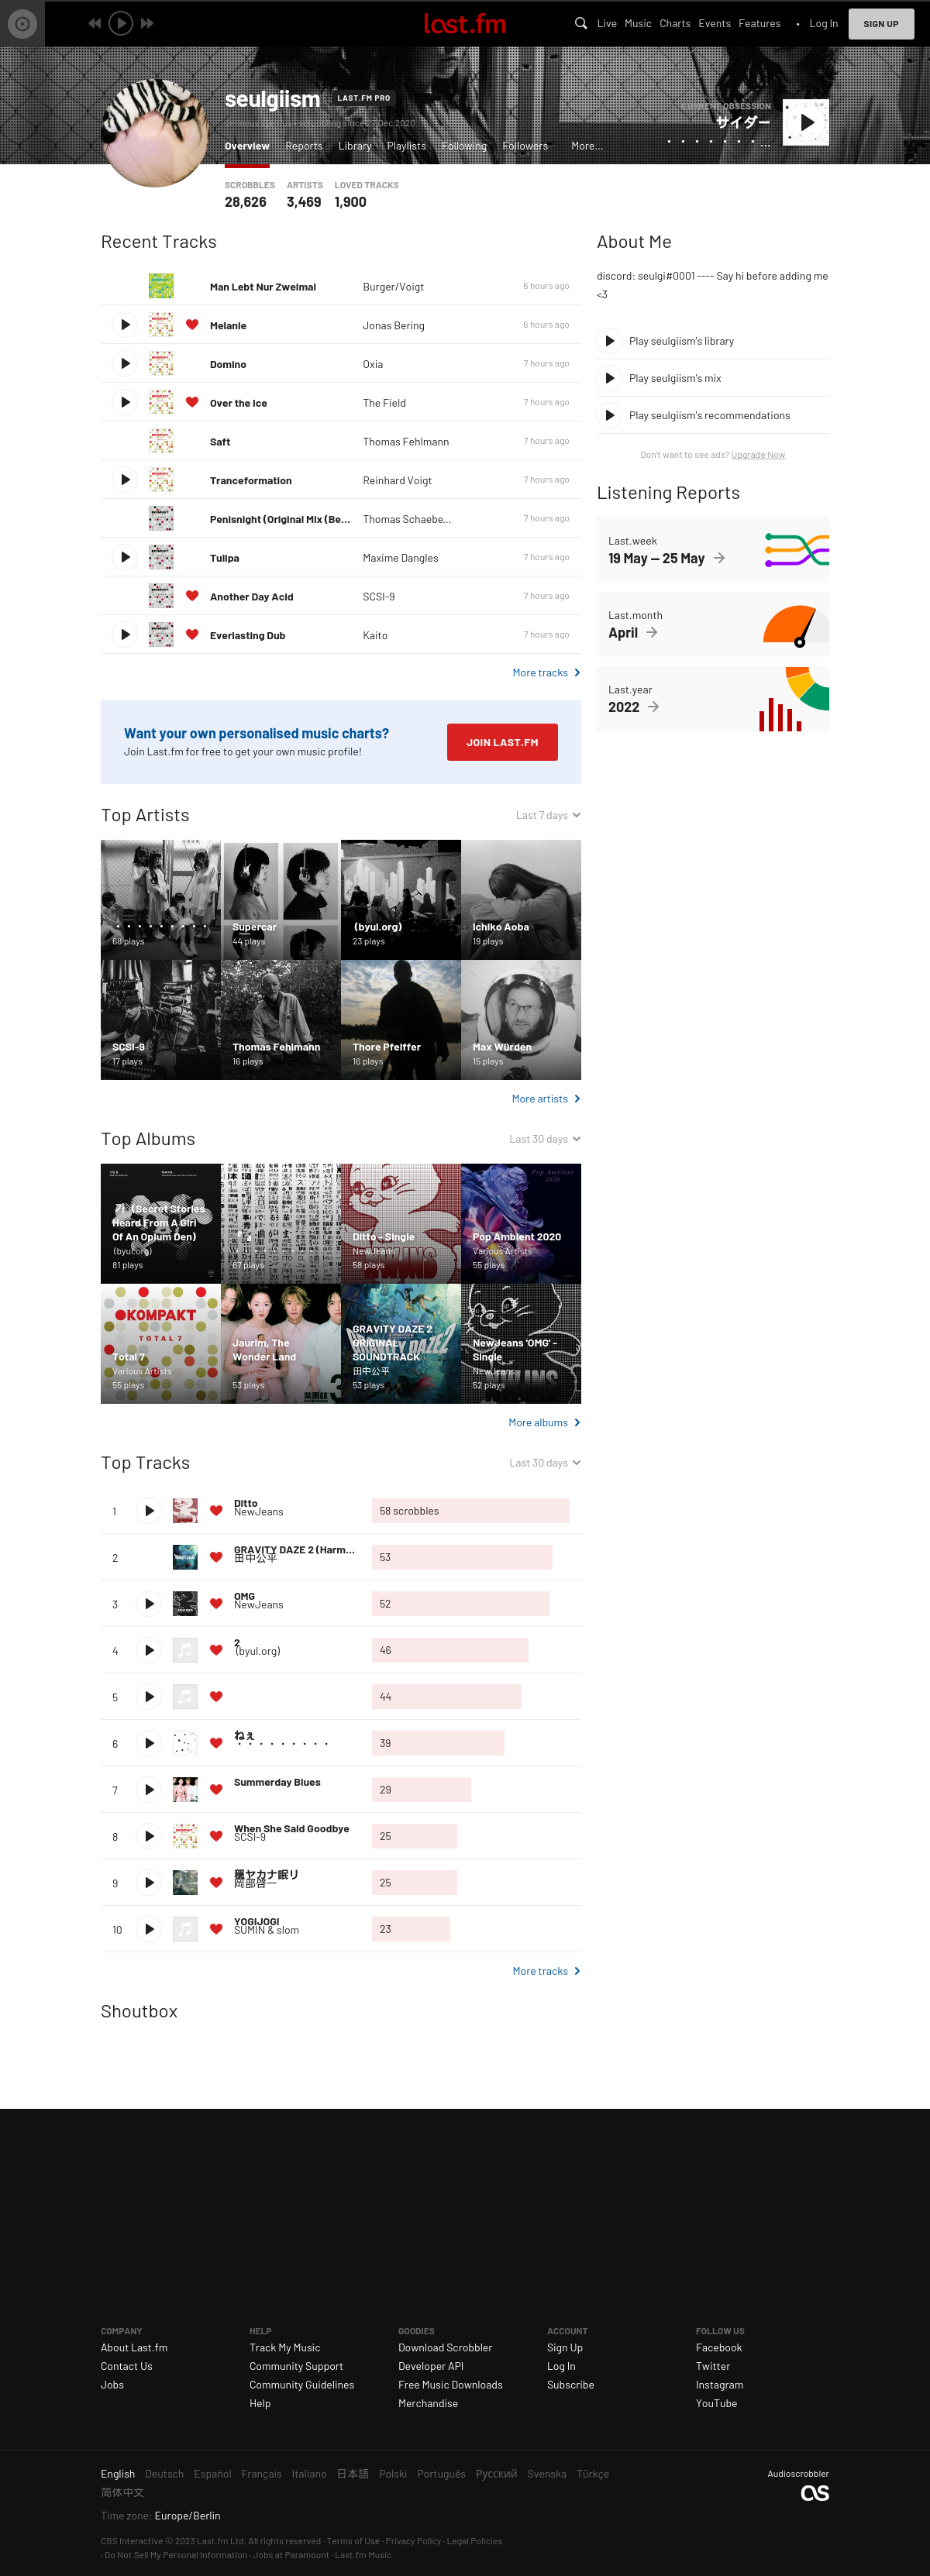 last.fm
Live Music Charts Events Features • Log In SIGN UP
seulgiism LAST.FM PRO
• scrobbling since 27 Dec 2020
CURRENT OBSESSION
サイダー
・・・・・・・...
Overview Reports Library Playlists Following Followers More...
SCROBBLES ARTISTS LOVED TRACKS
28,626 3,469 1,900
Recent Tracks
Man Lebt Nur Zweimal Burger/Voigt 6 hours ago
Melanie Jonas Bering 6 hours ago
Domino Oxia 7 hours ago
Over the Ice The Field 7 hours ago
Saft Thomas Fehlmann 7 hours ago
Tranceformation Reinhard Voigt 7 hours ago
Penisnight (Original Mix (Be... Thomas Schaebe... 7 hours ago
Tulipa Maxime Dangles 7 hours ago
Another Day Acid SCSI-9 7 hours ago
Everlasting Dub Kaito 7 hours ago
More tracks
Want your own personalised music charts?
Join Last.fm for free to get your own music profile!
JOIN LAST.FM
About Me
discord: seulgi#0001 ---- Say hi before adding me
<3
Play seulgiism's library
Play seulgiism's mix
Play seulgiism's recommendations
Don't want to see ads? Upgrade Now
Listening Reports
Last.week
19 May — 25 May
Last.month
April
Last.year
2022
Top Artists Last 7 days
・・・・・・・・・
68 plays
Supercar
44 plays
(byul.org)
23 plays
Ichiko Aoba
19 plays
SCSI-9
17 plays
Thomas Fehlmann
16 plays
Thore Pfeiffer
16 plays
Max Würden
15 plays
More artists
Top Albums Last 30 days
(Secret Stories
Heard From A Girl
Of An Opium Den)
(byul.org)
81 plays
67 plays
Ditto - Single
NewJeans
58 plays
Pop Ambient
2020
Pop Ambient 2020
Various Artists
55 plays
KOMPAKT
TOTAL 7
Total 7
Various Artists
55 plays
Jaurim, The
Wonder Land
53 plays
GRAVITY DAZE 2
ORIGINAL
SOUNDTRACK
田中公平
53 plays
NewJeans 'OMG' -
Single
NewJeans
52 plays
More albums
Top Tracks Last 30 days
1 Ditto
NewJeans
58 scrobbles
2 GRAVITY DAZE 2 (Harm...
田中公平
53
3 OMG
NewJeans
52
4 2
(byul.org)
46
5 44
6 ねぇ
・・・・・・・・・
39
7 Summerday Blues
29
8 When She Said Goodbye
SCSI-9
25
9 穏ヤカナ眠リ
岡部啓一
25
10 YOGIJOGI
SUMIN & slom
23
More tracks
Shoutbox
COMPANY
About Last.fm
Contact Us
Jobs
HELP
Track My Music
Community Support
Community Guidelines
Help
GOODIES
Download Scrobbler
Developer API
Free Music Downloads
Merchandise
ACCOUNT
Sign Up
Log In
Subscribe
FOLLOW US
Facebook
Twitter
Instagram
YouTube
English Deutsch Español Français Italiano 日本語 Polski Português Русский Svenska Türkçe
简体中文
Time zone: Europe/Berlin
CBS Interactive © 2023 Last.fm Ltd. All rights reserved · Terms of Use · Privacy Policy · Legal Policies
· Do Not Sell My Personal Information · Jobs at Paramount · Last.fm Music
Audioscrobbler